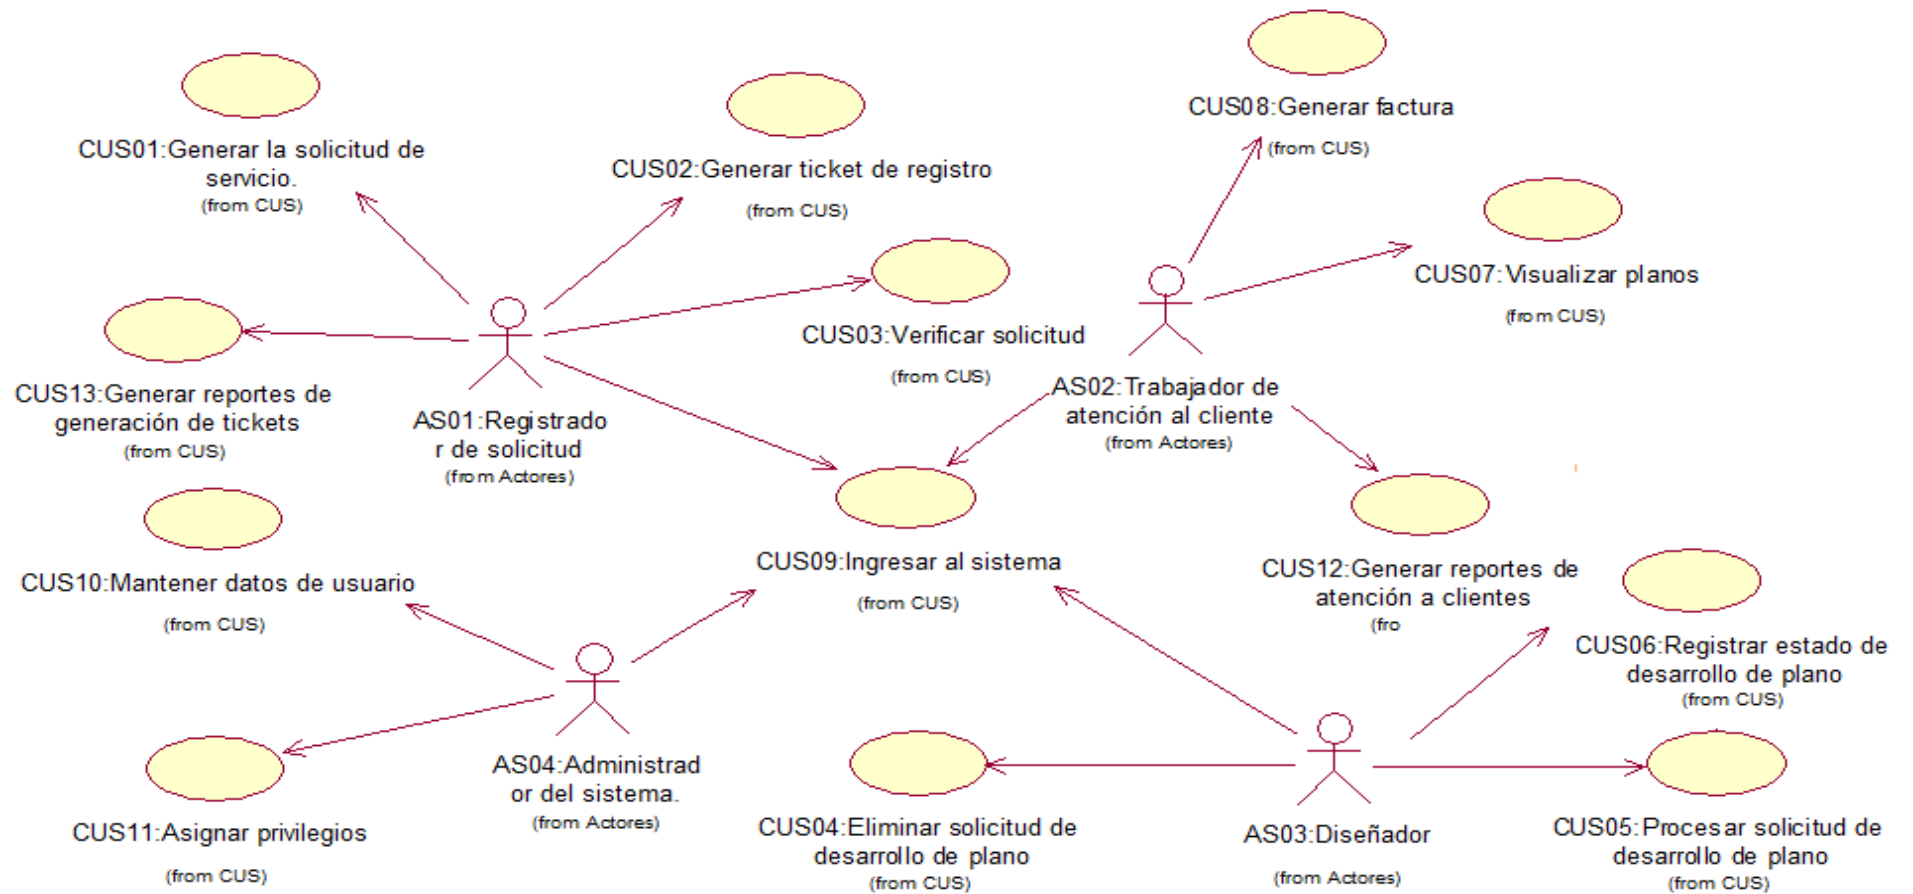 CUS08:Generar factura
(from CUS)
CUS01:Generar la solicitud de
servicio.
(from CUS)
CUS02:Generar ticket de registro
(from CUS)
CUS07:Visualizar planos
(from CUS)
CUS03:Verificar solicitud
(from CUS)
CUS13:Generar reportes de
generación de tickets
(from CUS)
AS01:Registrado
r de solicitud
(from Actores)
AS02:Trabajador de
atención al cliente
(from Actores)
CUS10:Mantener datos de usuario
(from CUS)
CUS09:Ingresar al sistema
(from CUS)
CUS12:Generar reportes de
atención a clientes
(fro
CUS06:Registrar estado de
desarrollo de plano
(from CUS)
CUS11:Asignar privilegios
(from CUS)
AS04:Administrad
or del sistema.
(from Actores)
CUS04:Eliminar solicitud de
desarrollo de plano
(from CUS)
AS03:Diseñador
(from Actores)
CUS05:Procesar solicitud de
desarrollo de plano
(from CUS)